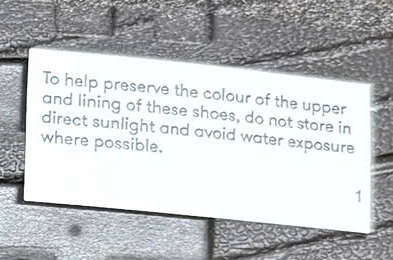 To help preserve the colour of the upper
and lining of these shoes, do not store in
direct sunlight and avoid water exposure
where possible.
1